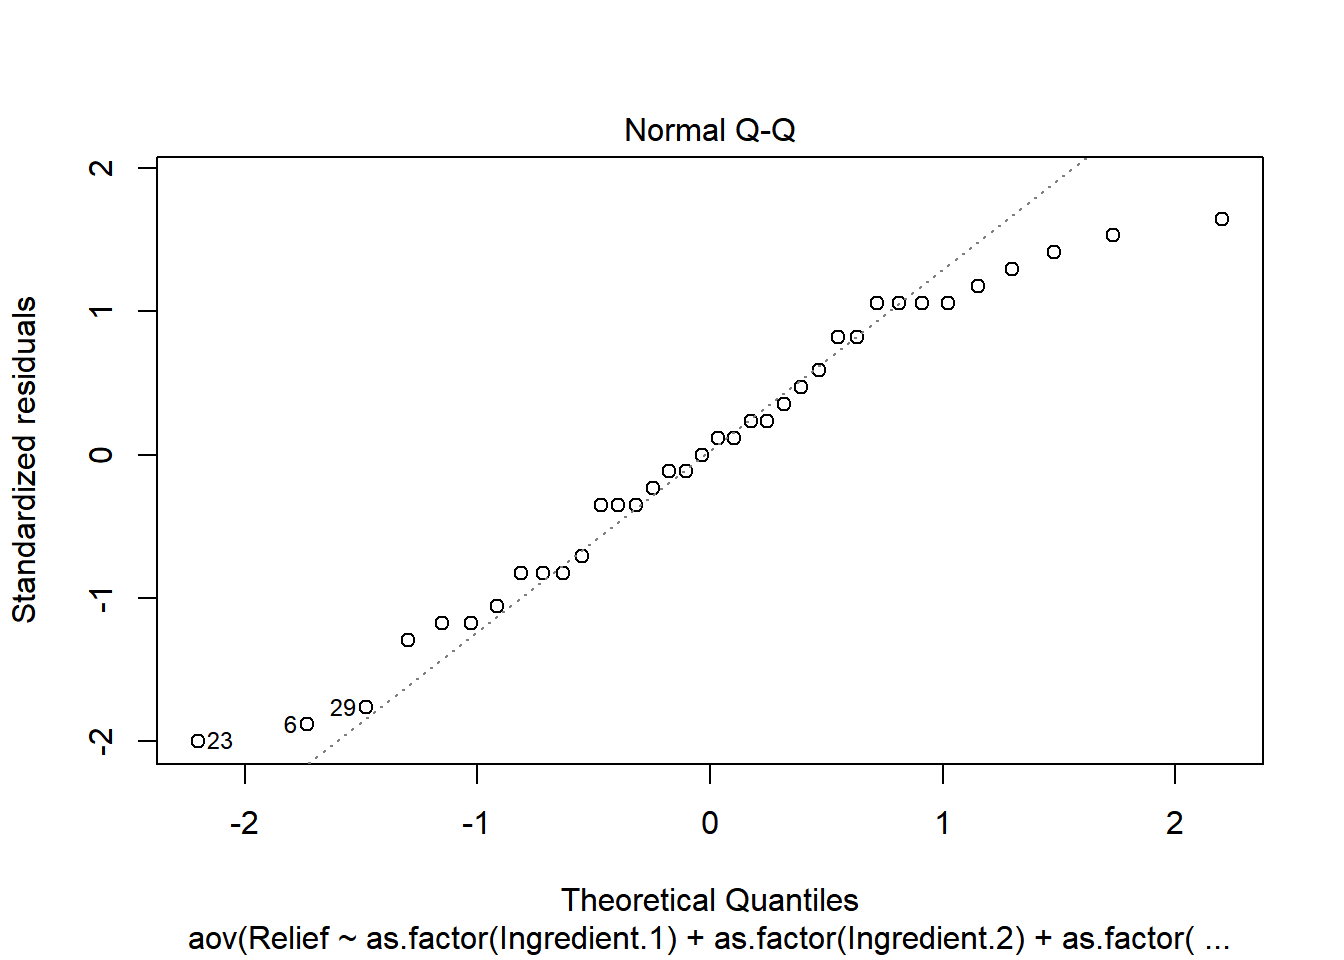 Normal Q-Q
Standardized residuals
2
1
0
-1
-2
29
6
23
-2 -1 0 1 2
Theoretical Quantiles
aov(Relief ~ as.factor(Ingredient.1) + as.factor(Ingredient.2) + as.factor( ...